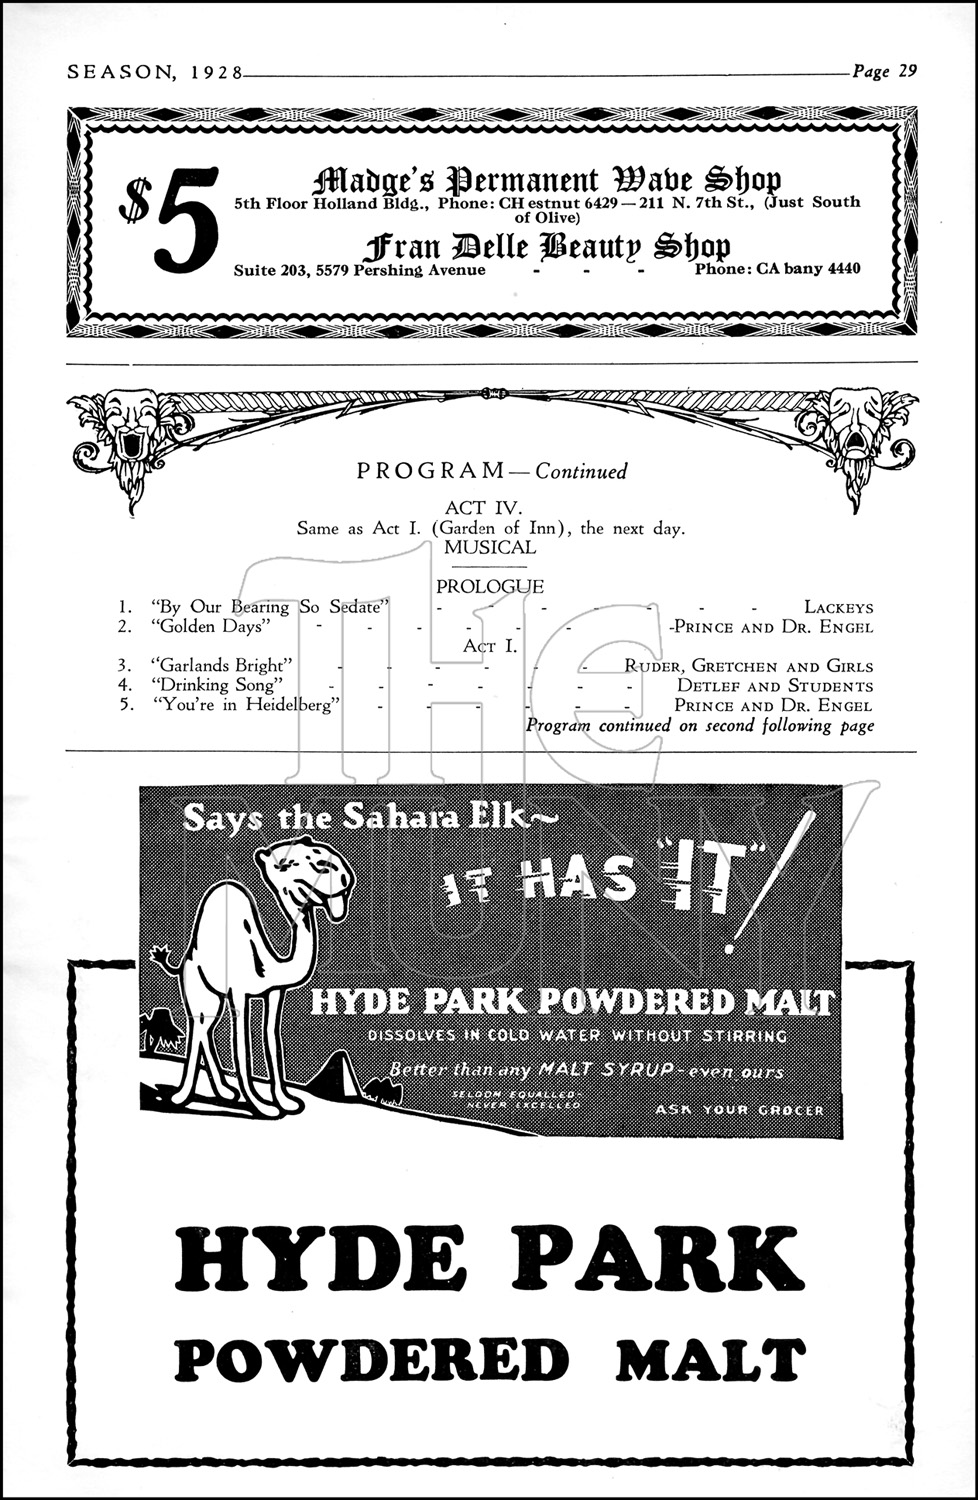 SEASON, 1928 Page 29
$5
Madge's Permanent Wave Shop
5th Floor Holland Bldg., Phone: CH estnut 6429 — 211 N. 7th St., (Just South
of Olive)
Fran Delle Beauty Shop
Suite 203, 5579 Pershing Avenue - - - Phone: CA bany 4440
PROGRAM — Continued
ACT IV.
Same as Act I. (Garden of Inn), the next day.
MUSICAL
PROLOGUE
1. "By Our Bearing So Sedate" - - - - - - - LACKEYS
2. "Golden Days" - - - - - - -PRINCE AND DR. ENGEL
ACT I.
3. "Garlands Bright" - - - - - - RUDER, GRETCHEN AND GIRLS
4. "Drinking Song" - - - - - - - DETLEF AND STUDENTS
5. "You're in Heidelberg" - - - - - - PRINCE AND DR. ENGEL
Program continued on second following page
THE
MUNY
Says the Sahara Elk~
IT HAS "IT"!
HYDE PARK POWDERED MALT
DISSOLVES IN COLD WATER WITHOUT STIRRING
Better than any MALT SYRUP - even ours
SELDOM EQUALLED -
NEVER EXCELLED
ASK YOUR GROCER
HYDE PARK
POWDERED MALT